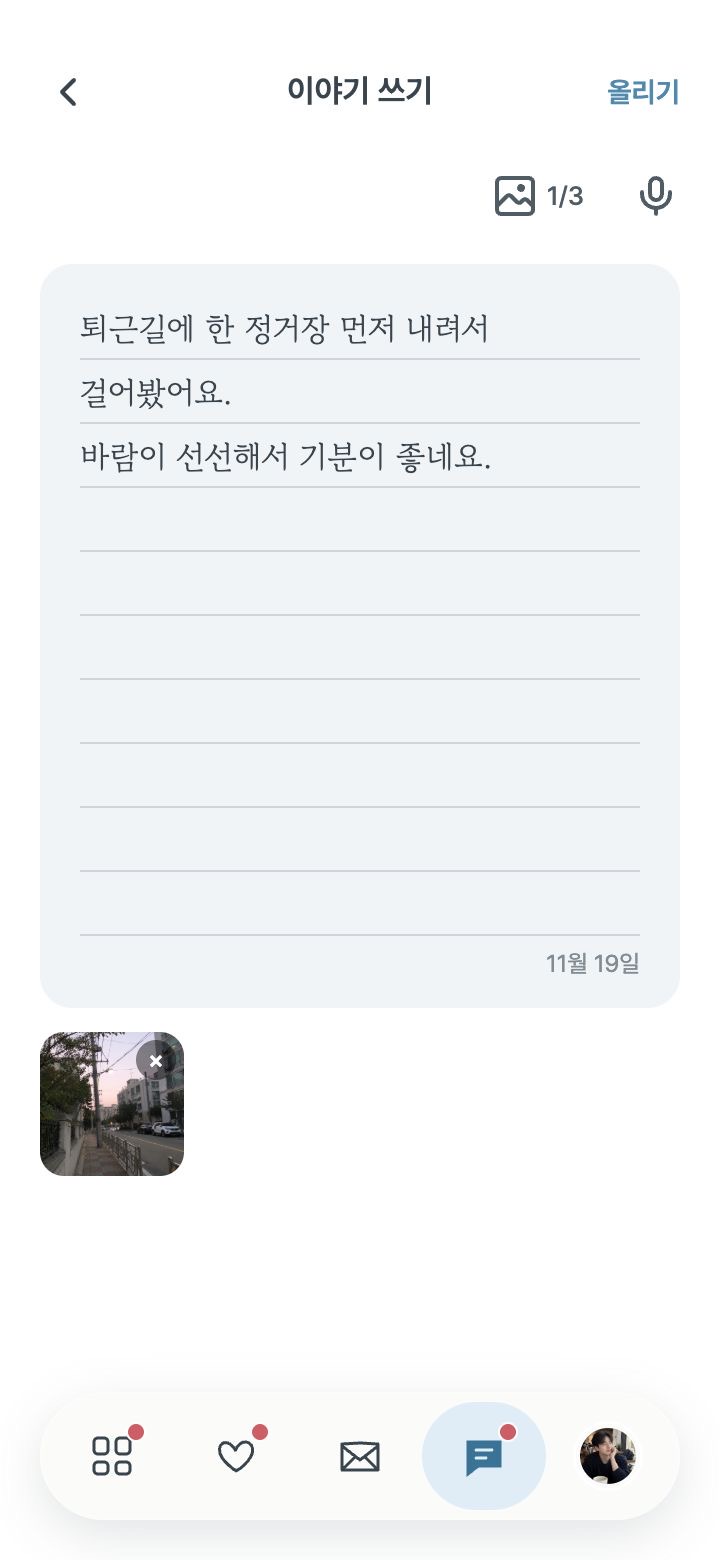 이야기 쓰기
올리기
1/3
퇴근길에 한 정거장 먼저 내려서
걸어봤어요.
바람이 선선해서 기분이 좋네요.
11월 19일